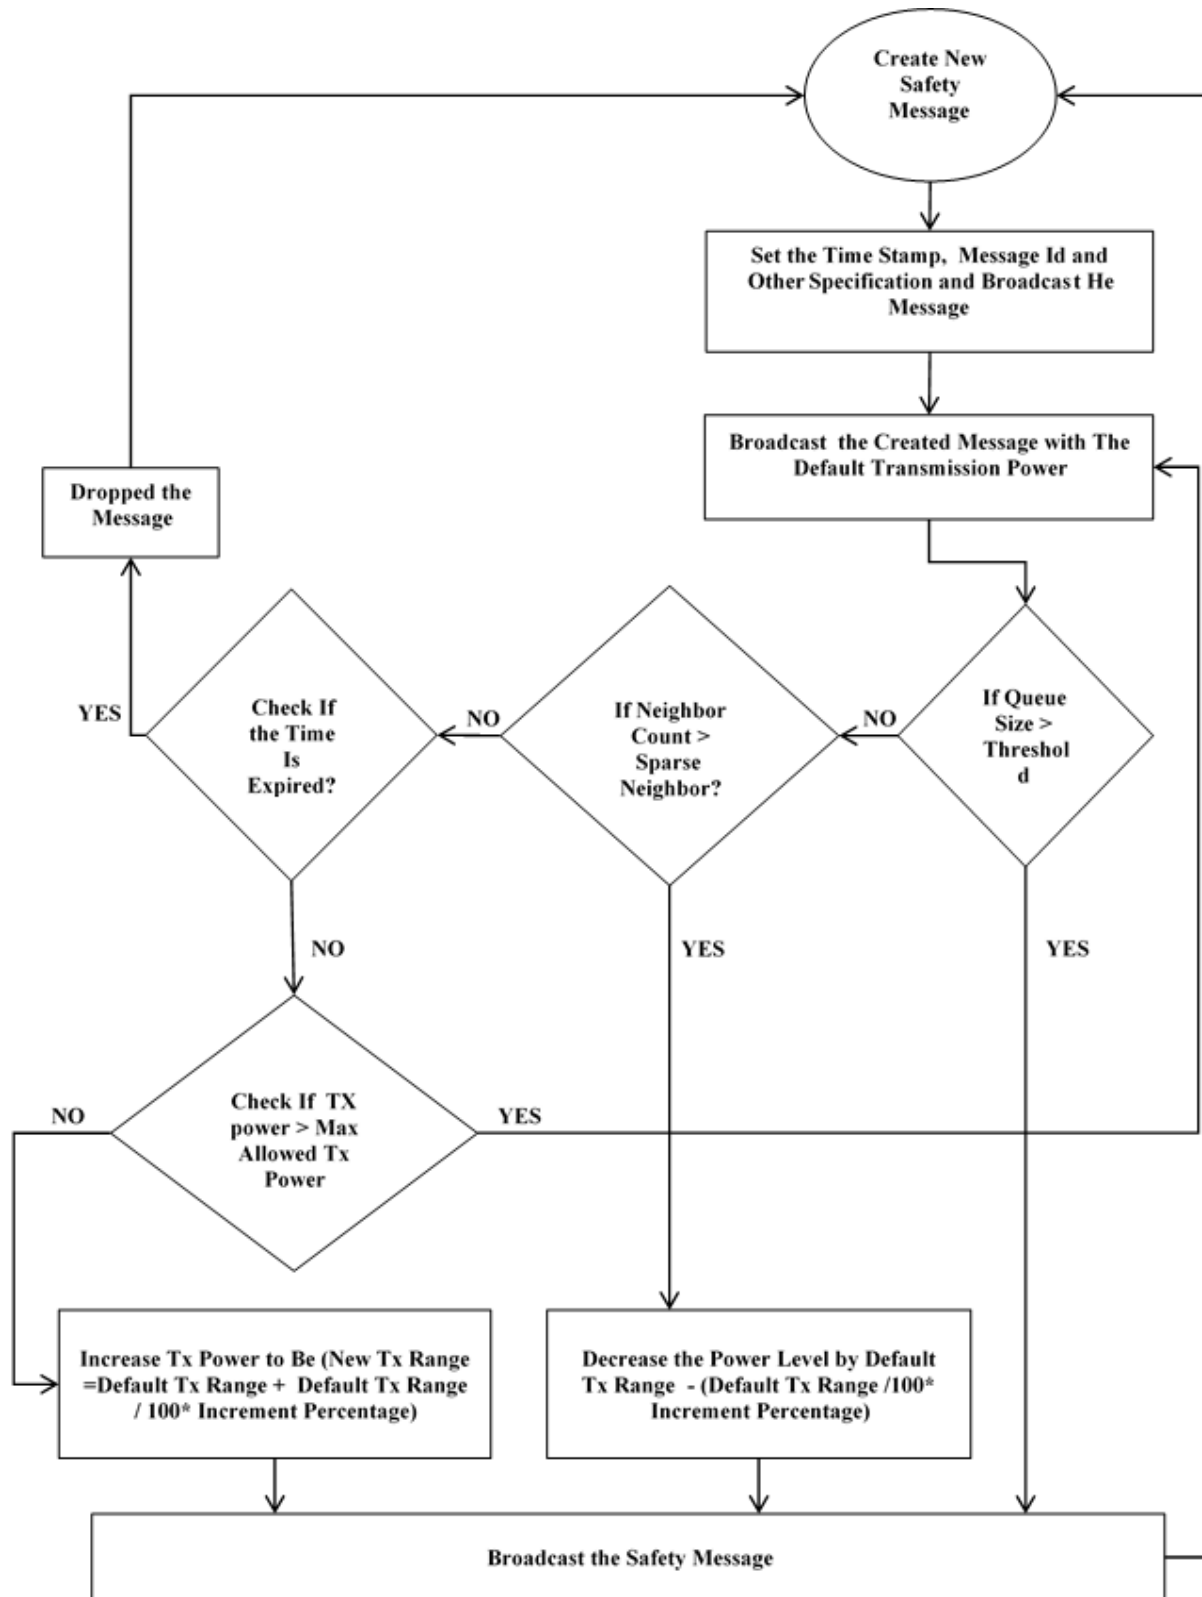 Create New
Safety
Message
Set the Time Stamp, Message Id and
Other Specification and Broadcast He
Message
Broadcast the Created Message with The
Default Transmission Power
Dropped the
Message
YES
Check If
the Time
Is
Expired?
NO
If Neighbor
Count >
Sparse
Neighbor?
NO
If Queue
Size >
Threshol
d
NO
YES
YES
NO
Check If TX
power > Max
Allowed Tx
Power
YES
Increase Tx Power to Be (New Tx Range
=Default Tx Range + Default Tx Range
/ 100* Increment Percentage)
Decrease the Power Level by Default
Tx Range - (Default Tx Range /100*
Increment Percentage)
Broadcast the Safety Message